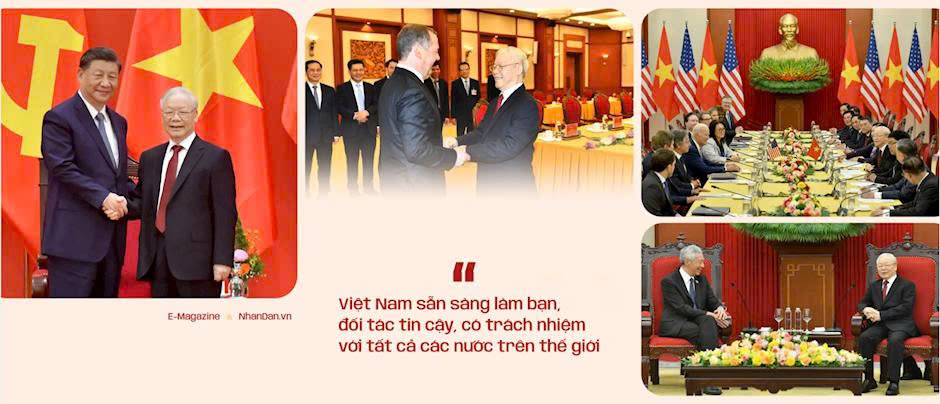 E-Magazine ★ NhanDan.vn
"
Việt Nam sẵn sàng làm bạn,
đối tác tin cậy, có trách nhiệm
với tất cả các nước trên thế giới